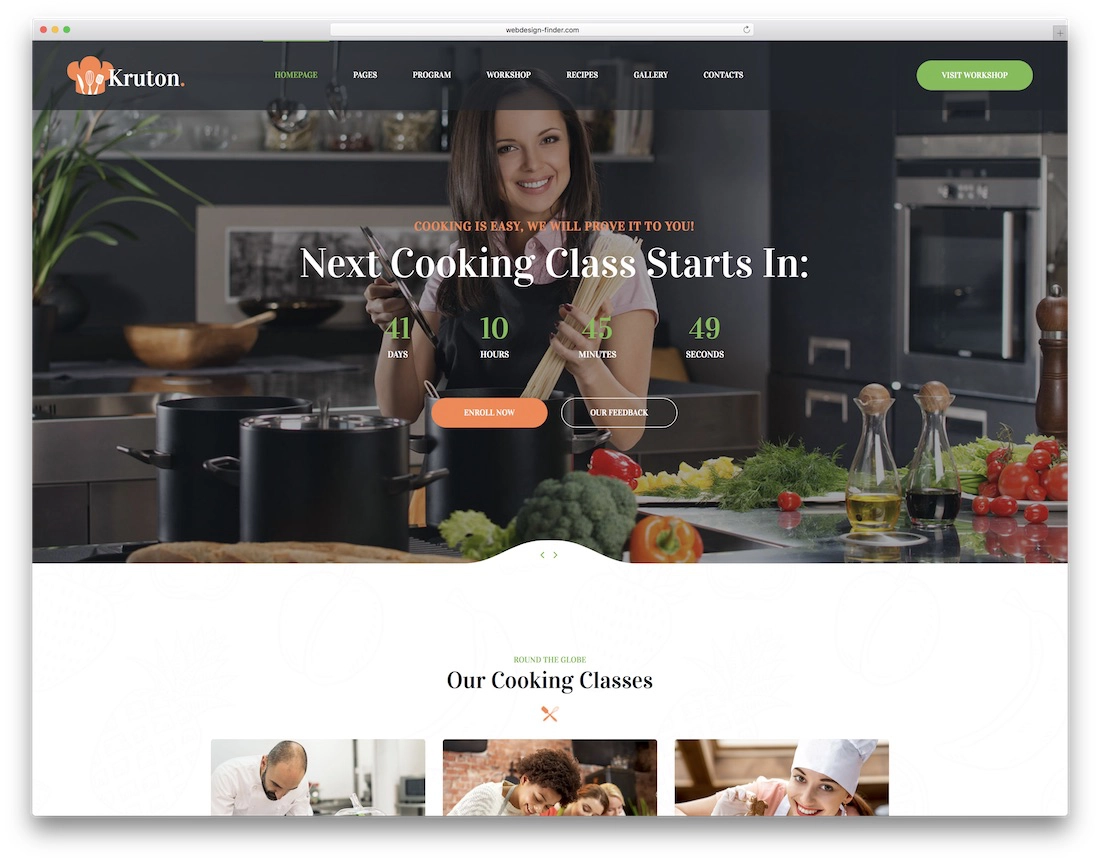 webdesign-finder.com
Kruton.
HOMEPAGE PAGES PROGRAM WORKSHOP RECIPES GALLERY CONTACTS
VISIT WORKSHOP
COOKING IS EASY, WE WILL PROVE IT TO YOU!
Next Cooking Class Starts In:
41 10 45 49
DAYS HOURS MINUTES SECONDS
ENROLL NOW OUR FEEDBACK
ROUND THE GLOBE
Our Cooking Classes